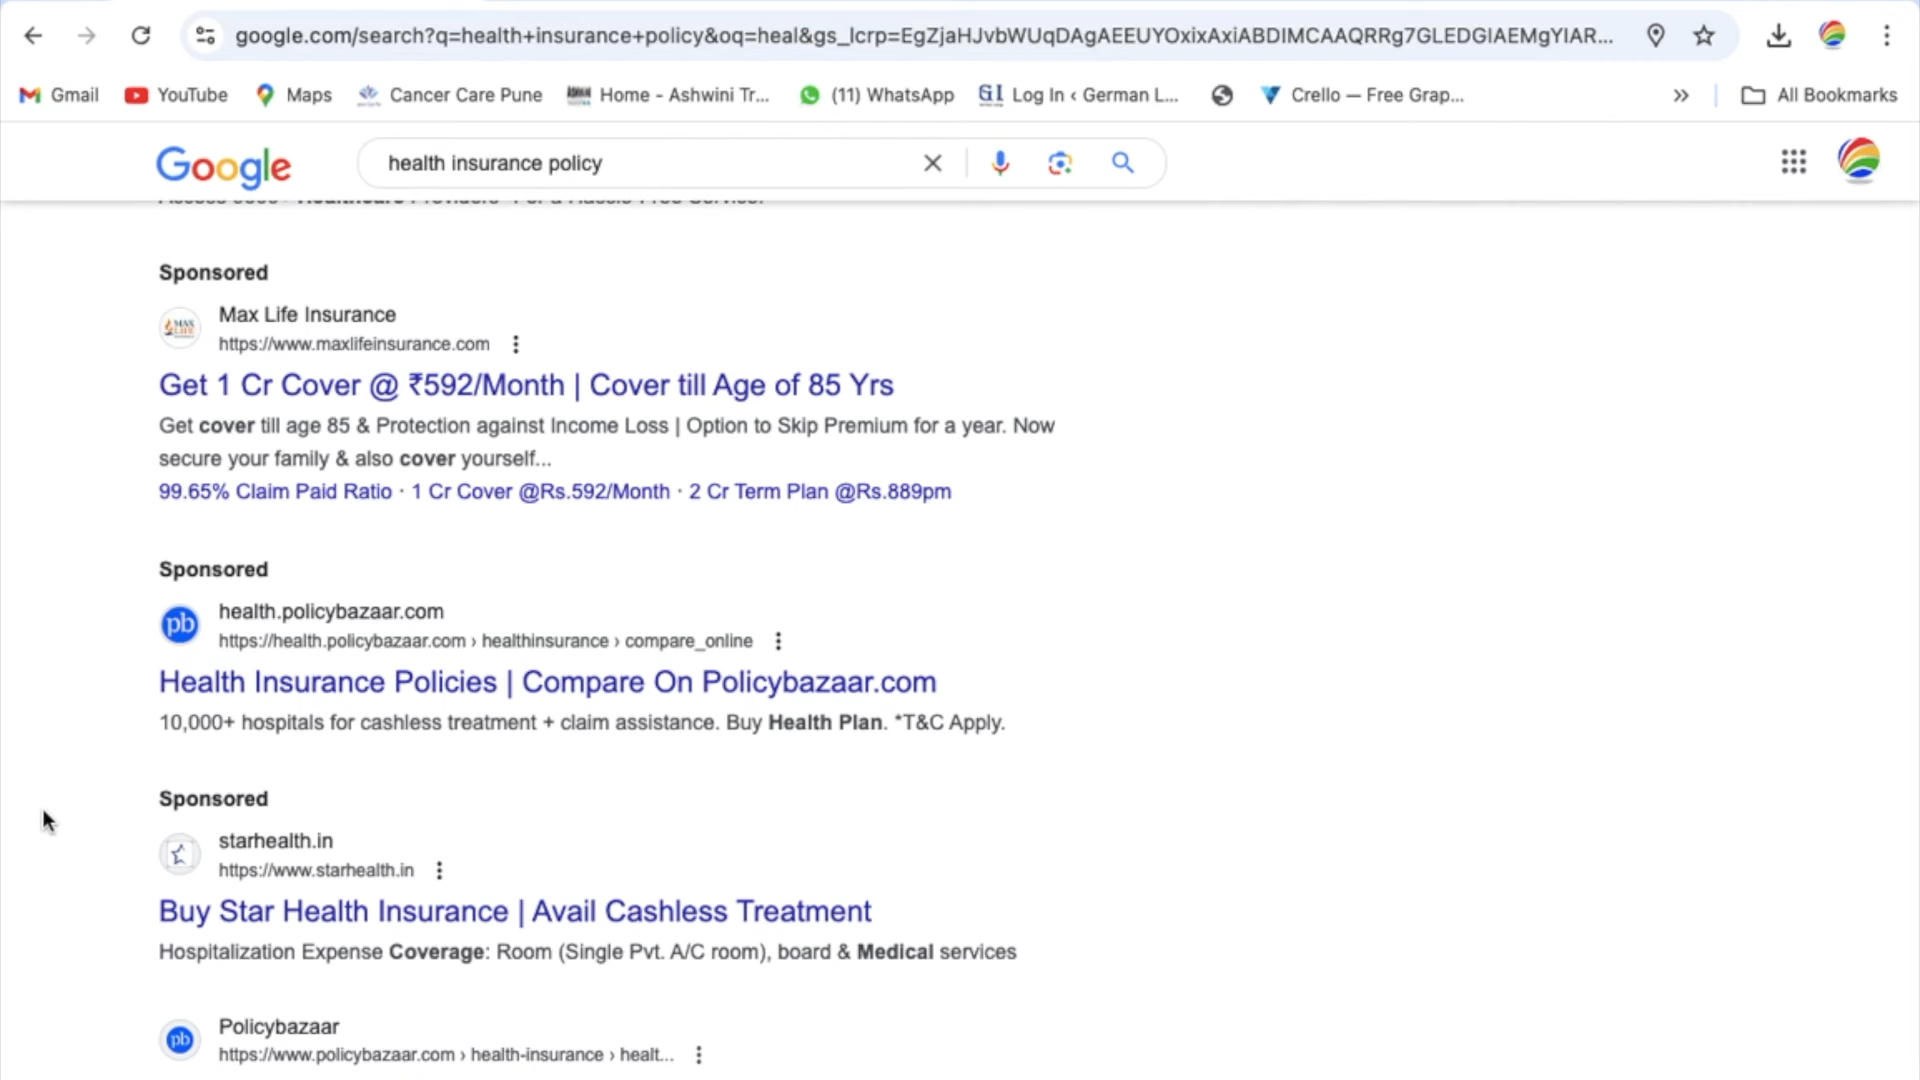 google.com/search?q=health+insurance+policy&oq=heal&gs_lcrp=EgZjaHJvbWUqDAgAEEUYOxixAxiABDIMCAAQRRg7GLEDGIAEMgYIAR...
Gmail YouTube Maps Cancer Care Pune Home - Ashwini Tr... (11) WhatsApp GI Log In ‹ German L... Crello — Free Grap... » All Bookmarks
Google health insurance policy
Sponsored
Max Life Insurance
https://www.maxlifeinsurance.com
Get 1 Cr Cover @ ₹592/Month | Cover till Age of 85 Yrs
Get cover till age 85 & Protection against Income Loss | Option to Skip Premium for a year. Now
secure your family & also cover yourself...
99.65% Claim Paid Ratio · 1 Cr Cover @Rs.592/Month · 2 Cr Term Plan @Rs.889pm
Sponsored
pb health.policybazaar.com
https://health.policybazaar.com › healthinsurance › compare_online
Health Insurance Policies | Compare On Policybazaar.com
10,000+ hospitals for cashless treatment + claim assistance. Buy Health Plan. *T&C Apply.
Sponsored
starhealth.in
https://www.starhealth.in
Buy Star Health Insurance | Avail Cashless Treatment
Hospitalization Expense Coverage: Room (Single Pvt. A/C room), board & Medical services
pb Policybazaar
https://www.policybazaar.com › health-insurance › healt...